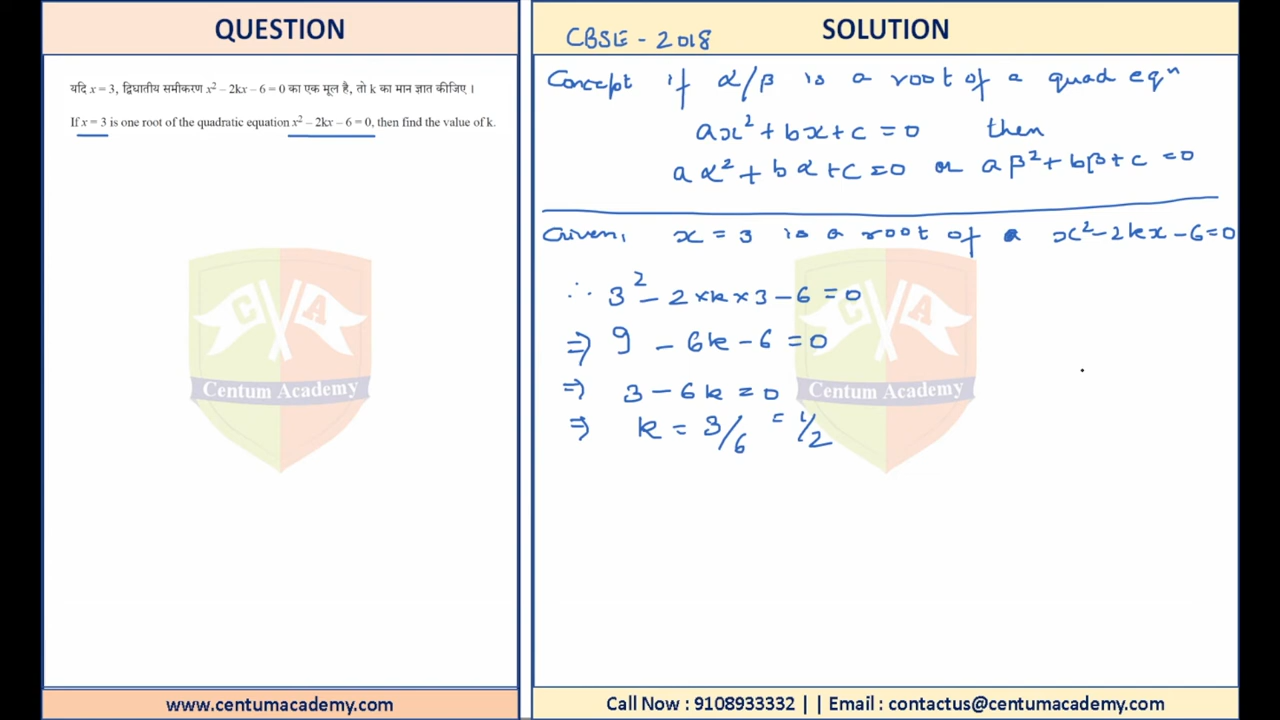 QUESTION
यदि x = 3, द्विघातीय समीकरण x² – 2kx – 6 = 0 का एक मूल है, तो k का मान ज्ञात कीजिए ।
If x = 3 is one root of the quadratic equation x² – 2kx – 6 = 0, then find the value of k.
CA
Centum Academy
www.centumacademy.com
SOLUTION
CBSE - 2018
Concept if α/β is a root of a quad eqⁿ
ax² + bx + c = 0 then
aα² + bα + c = 0 or aβ² + bβ + c = 0
Given, x = 3 is a root of a x² – 2kx – 6 = 0
∴ 3² – 2 × k × 3 – 6 = 0
⇒ 9 – 6k – 6 = 0
⇒ 3 – 6k = 0
⇒ k = 3/6 = 1/2
CA
Centum Academy
Call Now : 9108933332 | | Email : contactus@centumacademy.com